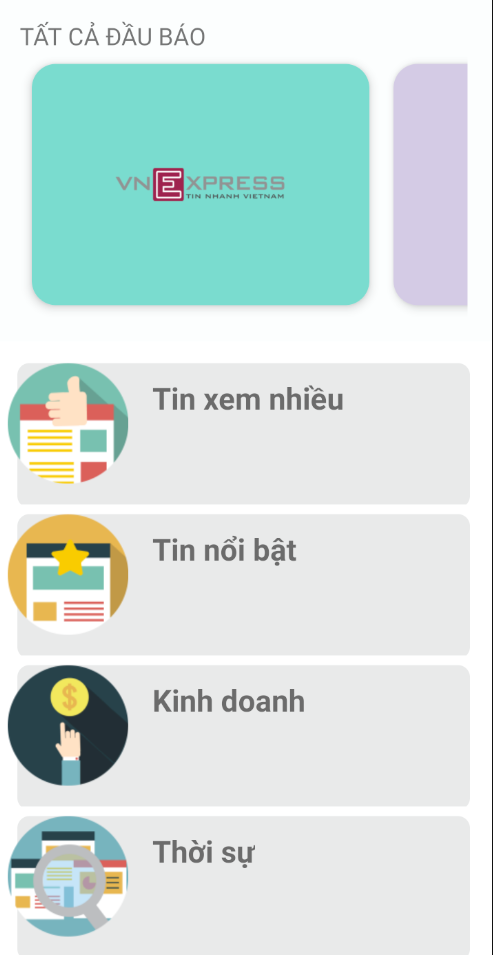 TẤT CẢ ĐẦU BÁO
VNEXPRESS
TIN NHANH VIETNAM
Tin xem nhiều
Tin nổi bật
$
Kinh doanh
Thời sự